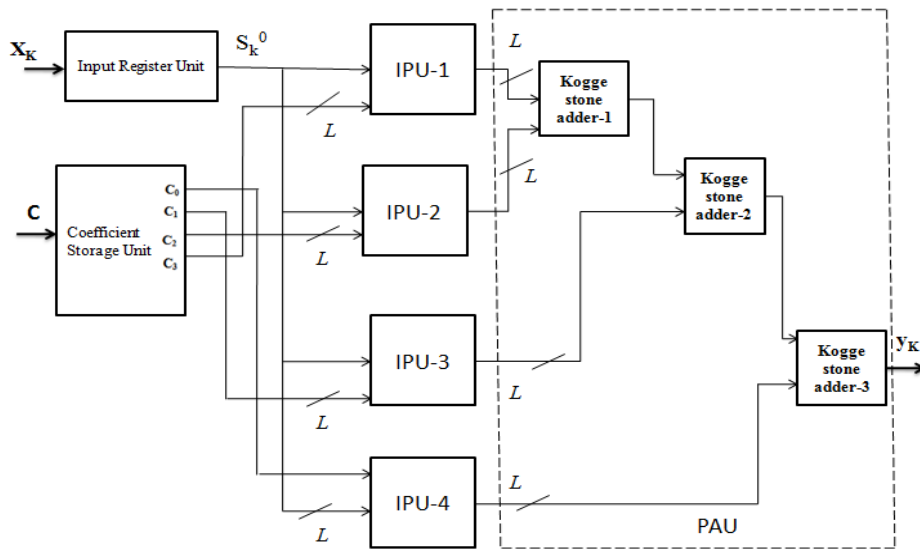 X_K
Input Register Unit
S_k^0
IPU-1
L
L
Kogge
stone
adder-1
C
Coefficient
Storage Unit
C_0
C_1
C_2
C_3
IPU-2
L
L
Kogge
stone
adder-2
IPU-3
L
L
Kogge
stone
adder-3
y_K
IPU-4
L
L
PAU